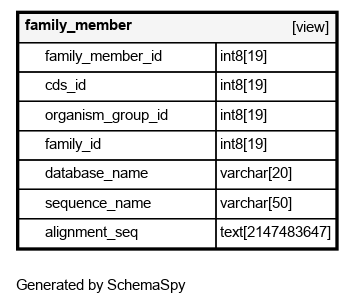 family_member [view]
family_member_id int8[19]
cds_id int8[19]
organism_group_id int8[19]
family_id int8[19]
database_name varchar[20]
sequence_name varchar[50]
alignment_seq text[2147483647]
Generated by SchemaSpy